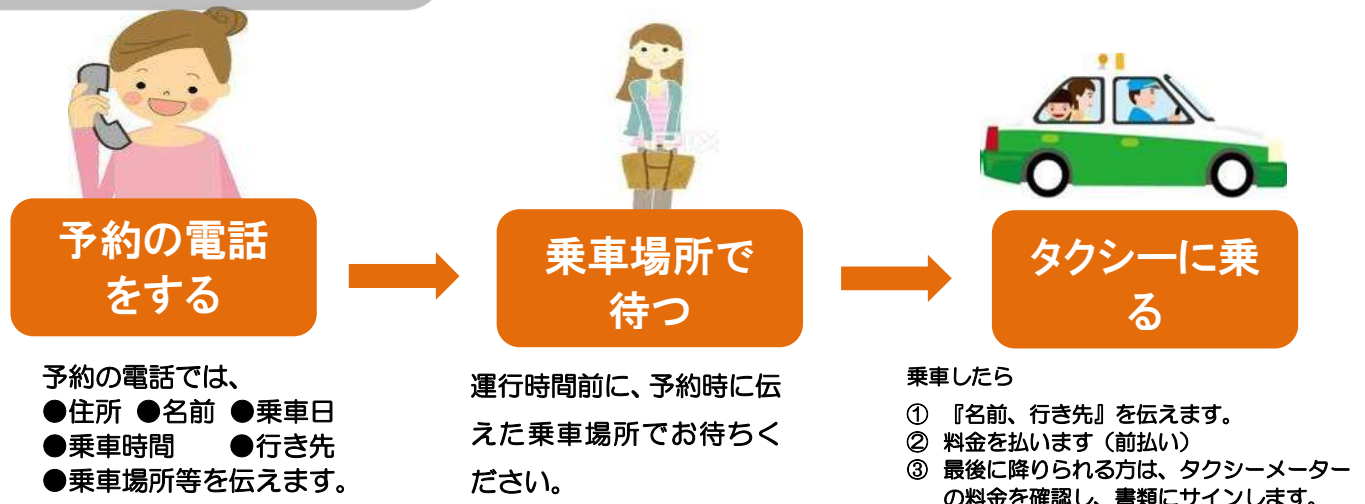 予約の電話
をする
乗車場所で
待つ
タクシーに乗
る
予約の電話では、
●住所 ●名前 ●乗車日
●乗車時間 ●行き先
●乗車場所等を伝えます。
運行時間前に、予約時に伝
えた乗車場所でお待ちく
ださい。
乗車したら
① 『名前、行き先』を伝えます。
② 料金を払います（前払い）
③ 最後に降りられる方は、タクシーメーター
の料金を確認し、書類にサインします。